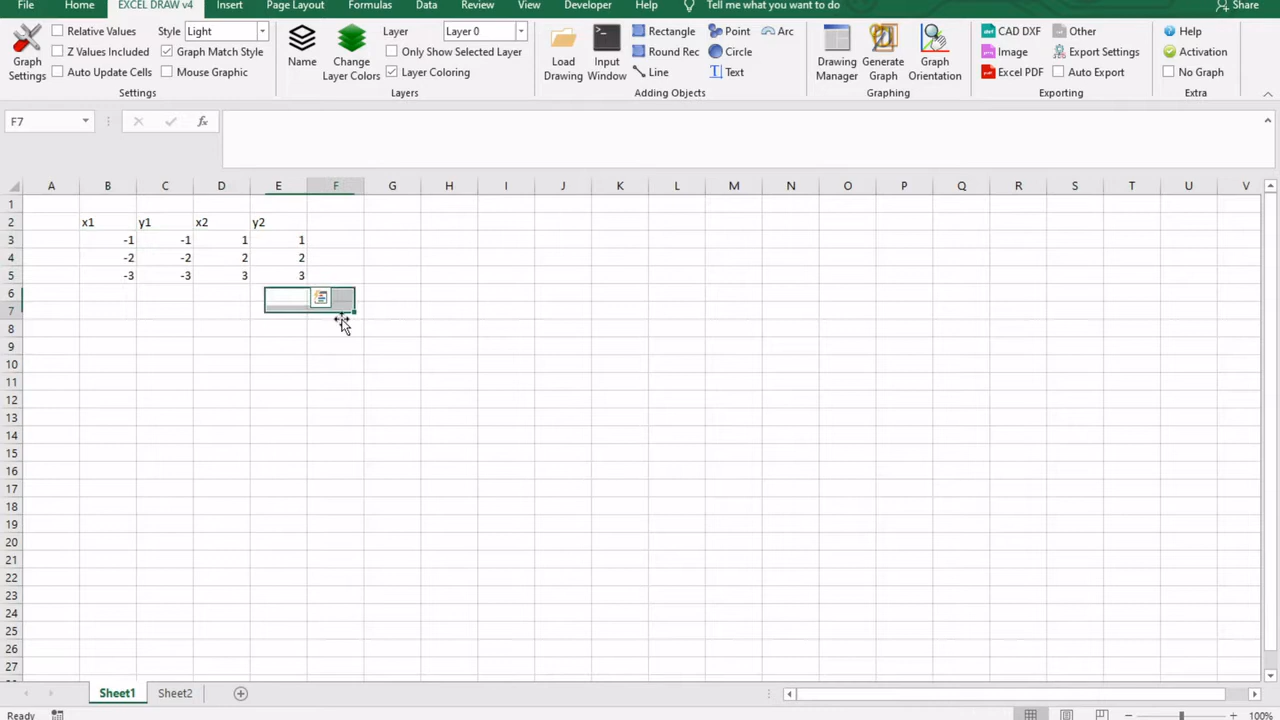 File Home EXCEL DRAW v4 Insert Page Layout Formulas Data Review View Developer Help Tell me what you want to do Share
Graph Settings
Relative Values
Z Values Included
Auto Update Cells
Style Light
Graph Match Style
Mouse Graphic
Settings
Name
Change Layer Colors
Layer Layer 0
Only Show Selected Layer
Layer Coloring
Layers
Load Drawing
Input Window
Rectangle
Round Rec
Line
Point
Circle
Text
Arc
Adding Objects
Drawing Manager
Generate Graph
Graph Orientation
Graphing
CAD DXF
Image
Excel PDF
Other
Export Settings
Auto Export
Exporting
Help
Activation
No Graph
Extra
F7 fx
A B C D E F G H I J K L M N O P Q R S T U V
1
2 x1 y1 x2 y2
3 -1 -1 1 1
4 -2 -2 2 2
5 -3 -3 3 3
6
7
8
9
10
11
12
13
14
15
16
17
18
19
20
21
22
23
24
25
26
27
Sheet1 Sheet2
Ready 100%